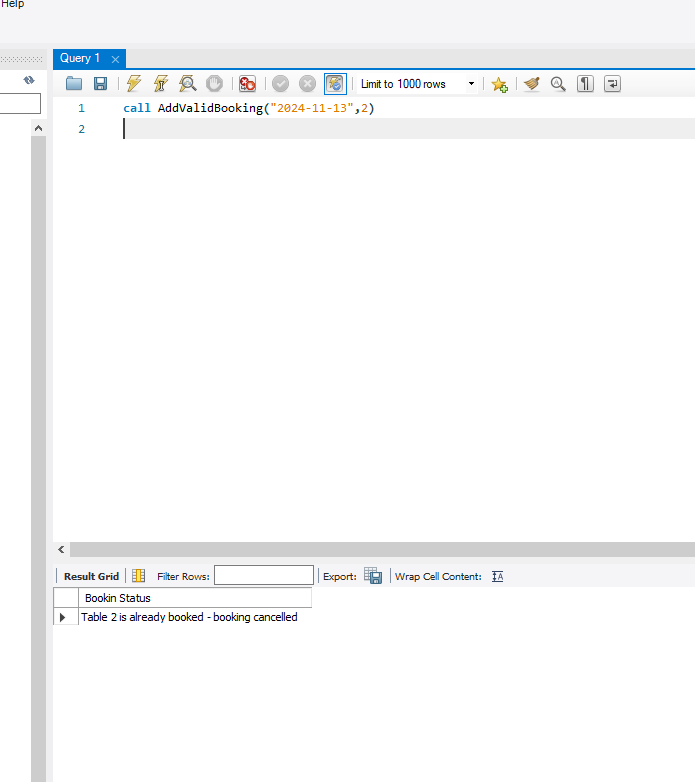 Help
Query 1
Limit to 1000 rows
1 call AddValidBooking("2024-11-13",2)
2
Result Grid Filter Rows: Export: Wrap Cell Content:
Bookin Status
Table 2 is already booked - booking cancelled